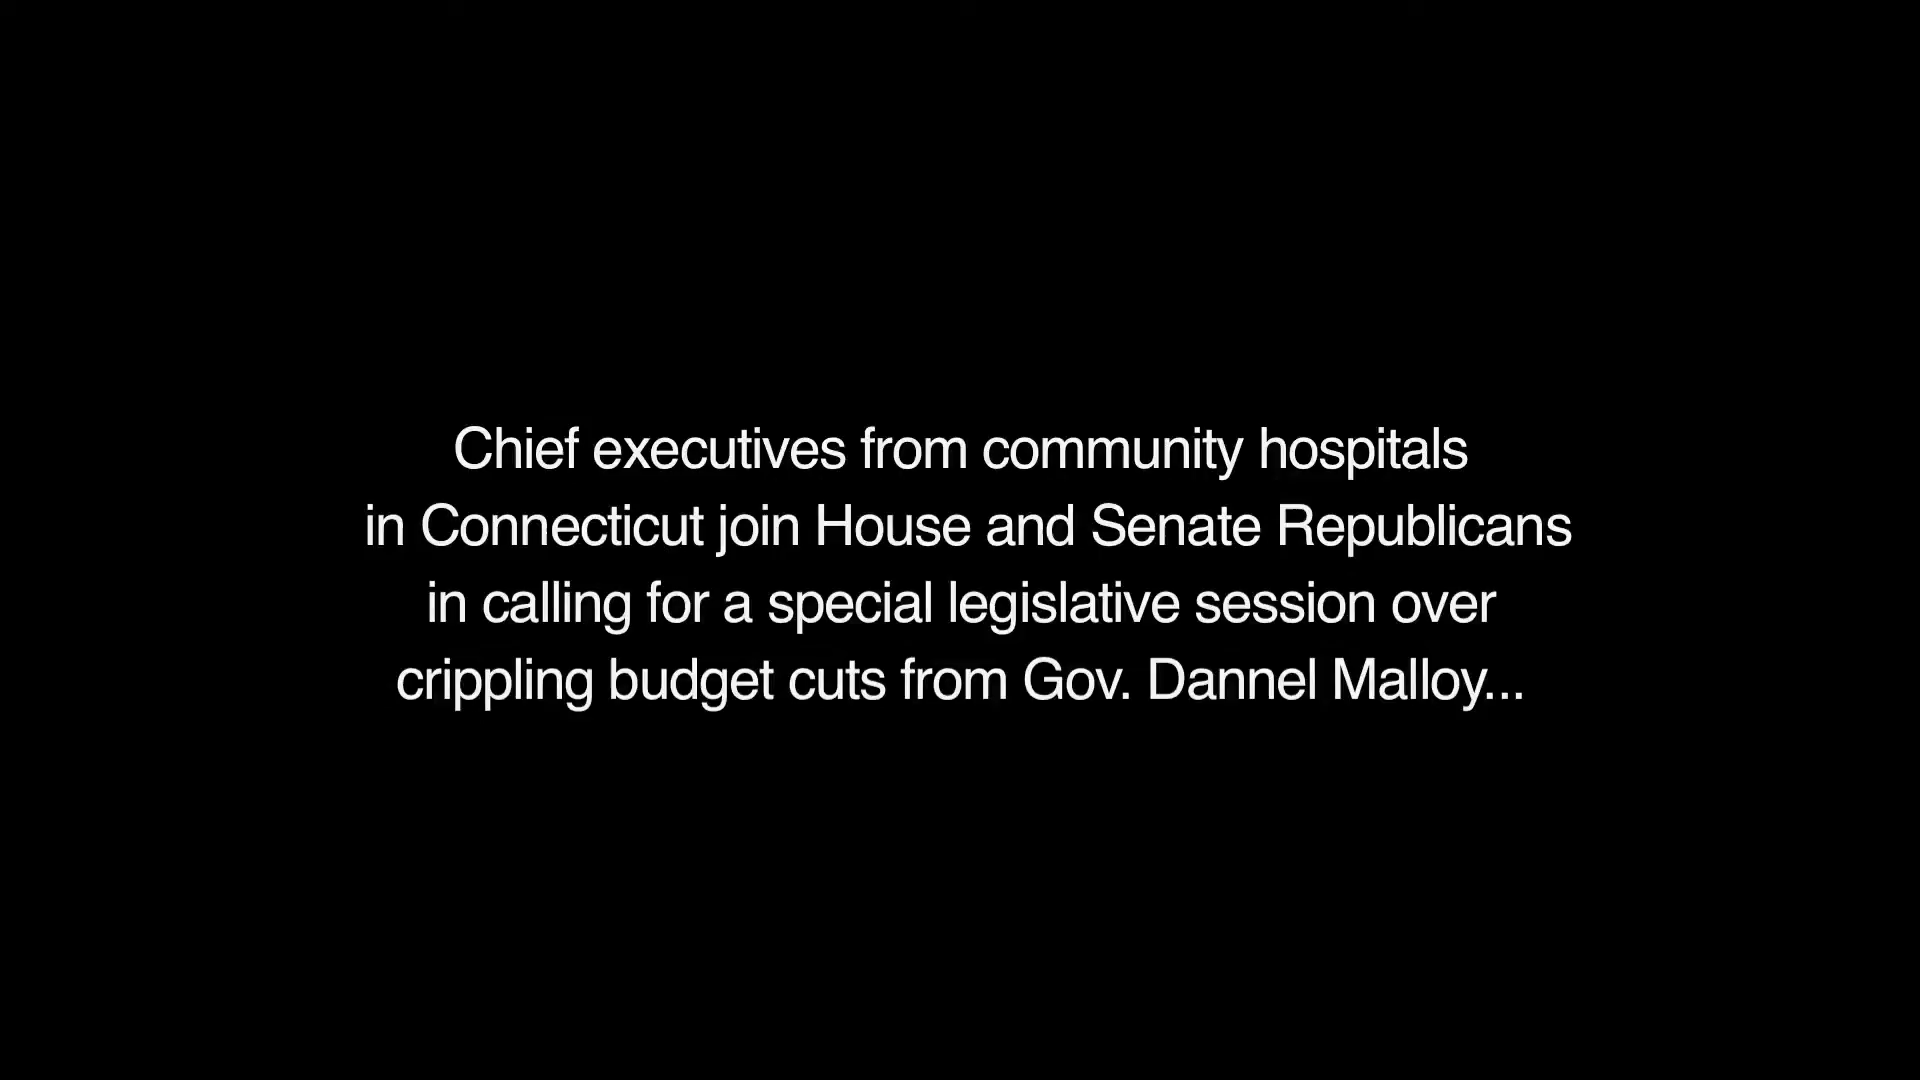 Chief executives from community hospitals
in Connecticut join House and Senate Republicans
in calling for a special legislative session over
crippling budget cuts from Gov. Dannel Malloy...